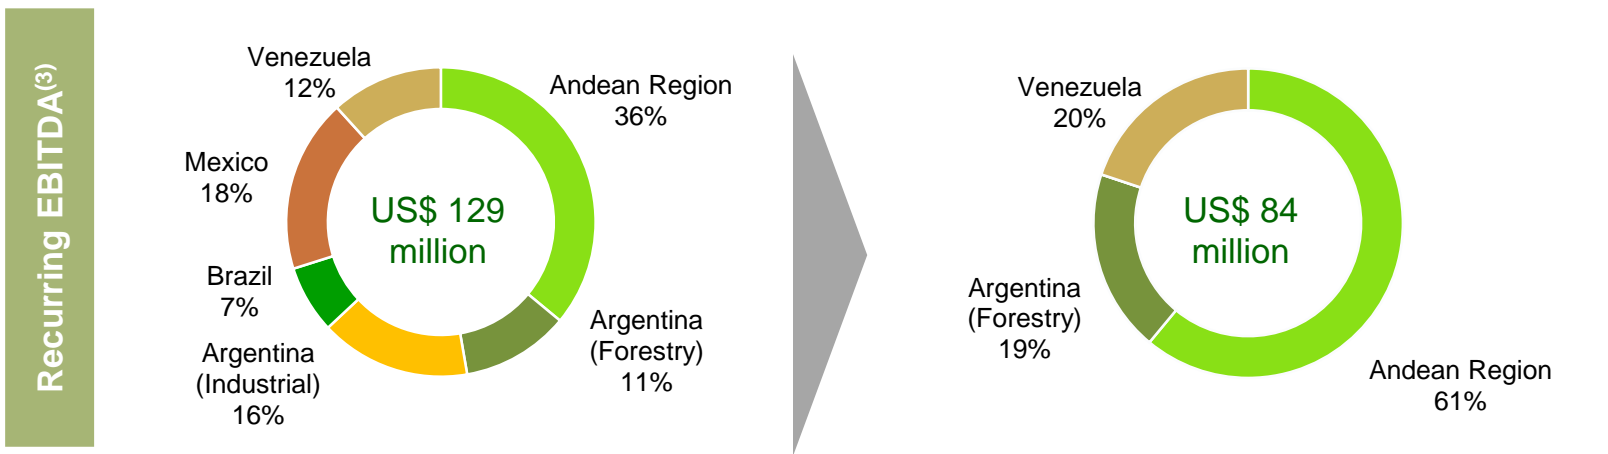 Recurring EBITDA(3)
Venezuela
12%
Andean Region
36%
Mexico
18%
US$ 129
million
Brazil
7%
Argentina
(Industrial)
16%
Argentina
(Forestry)
11%
Venezuela
20%
US$ 84
million
Argentina
(Forestry)
19%
Andean Region
61%